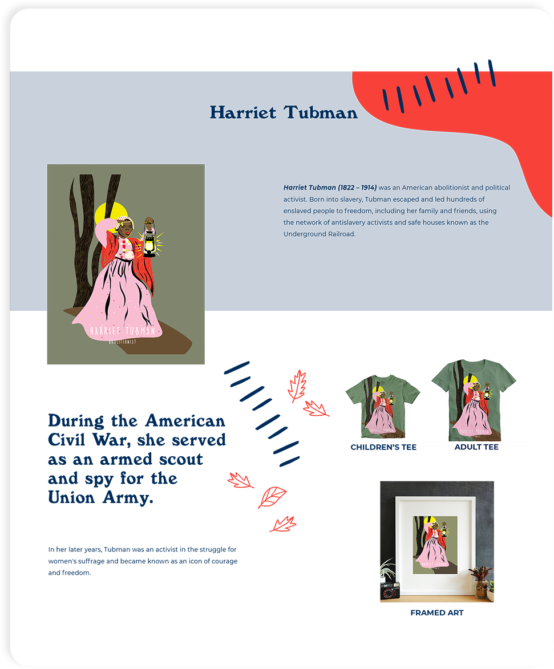 Harriet Tubman
Harriet Tubman (1822 – 1914) was an American abolitionist and political
activist. Born into slavery, Tubman escaped and led hundreds of
enslaved people to freedom, including her family and friends, using
the network of antislavery activists and safe houses known as the
Underground Railroad.
HARRIET TUBMAN
ABOLITIONIST
During the American
Civil War, she served
as an armed scout
and spy for the
Union Army.
In her later years, Tubman was an activist in the struggle for
women's suffrage and became known as an icon of courage
and freedom.
CHILDREN'S TEE
ADULT TEE
FRAMED ART